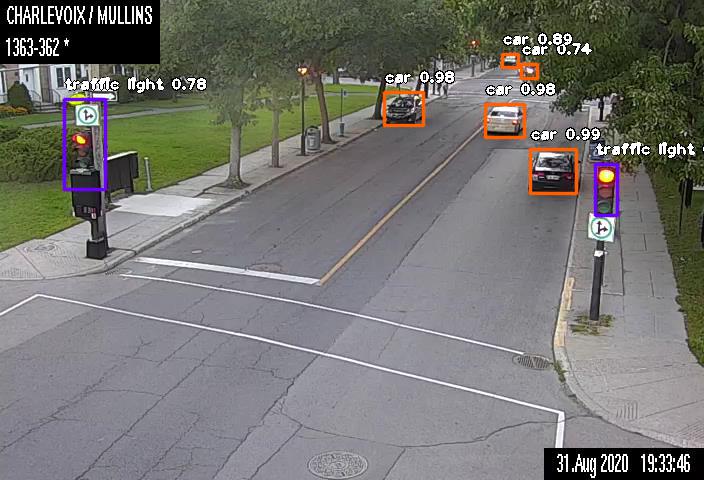 CHARLEVOIX / MULLINS
1363-362 *
car 0.89
car 0.74
car 0.98
traffic light 0.78
car 0.98
car 0.99
traffic light
31.Aug 2020 19:33:46